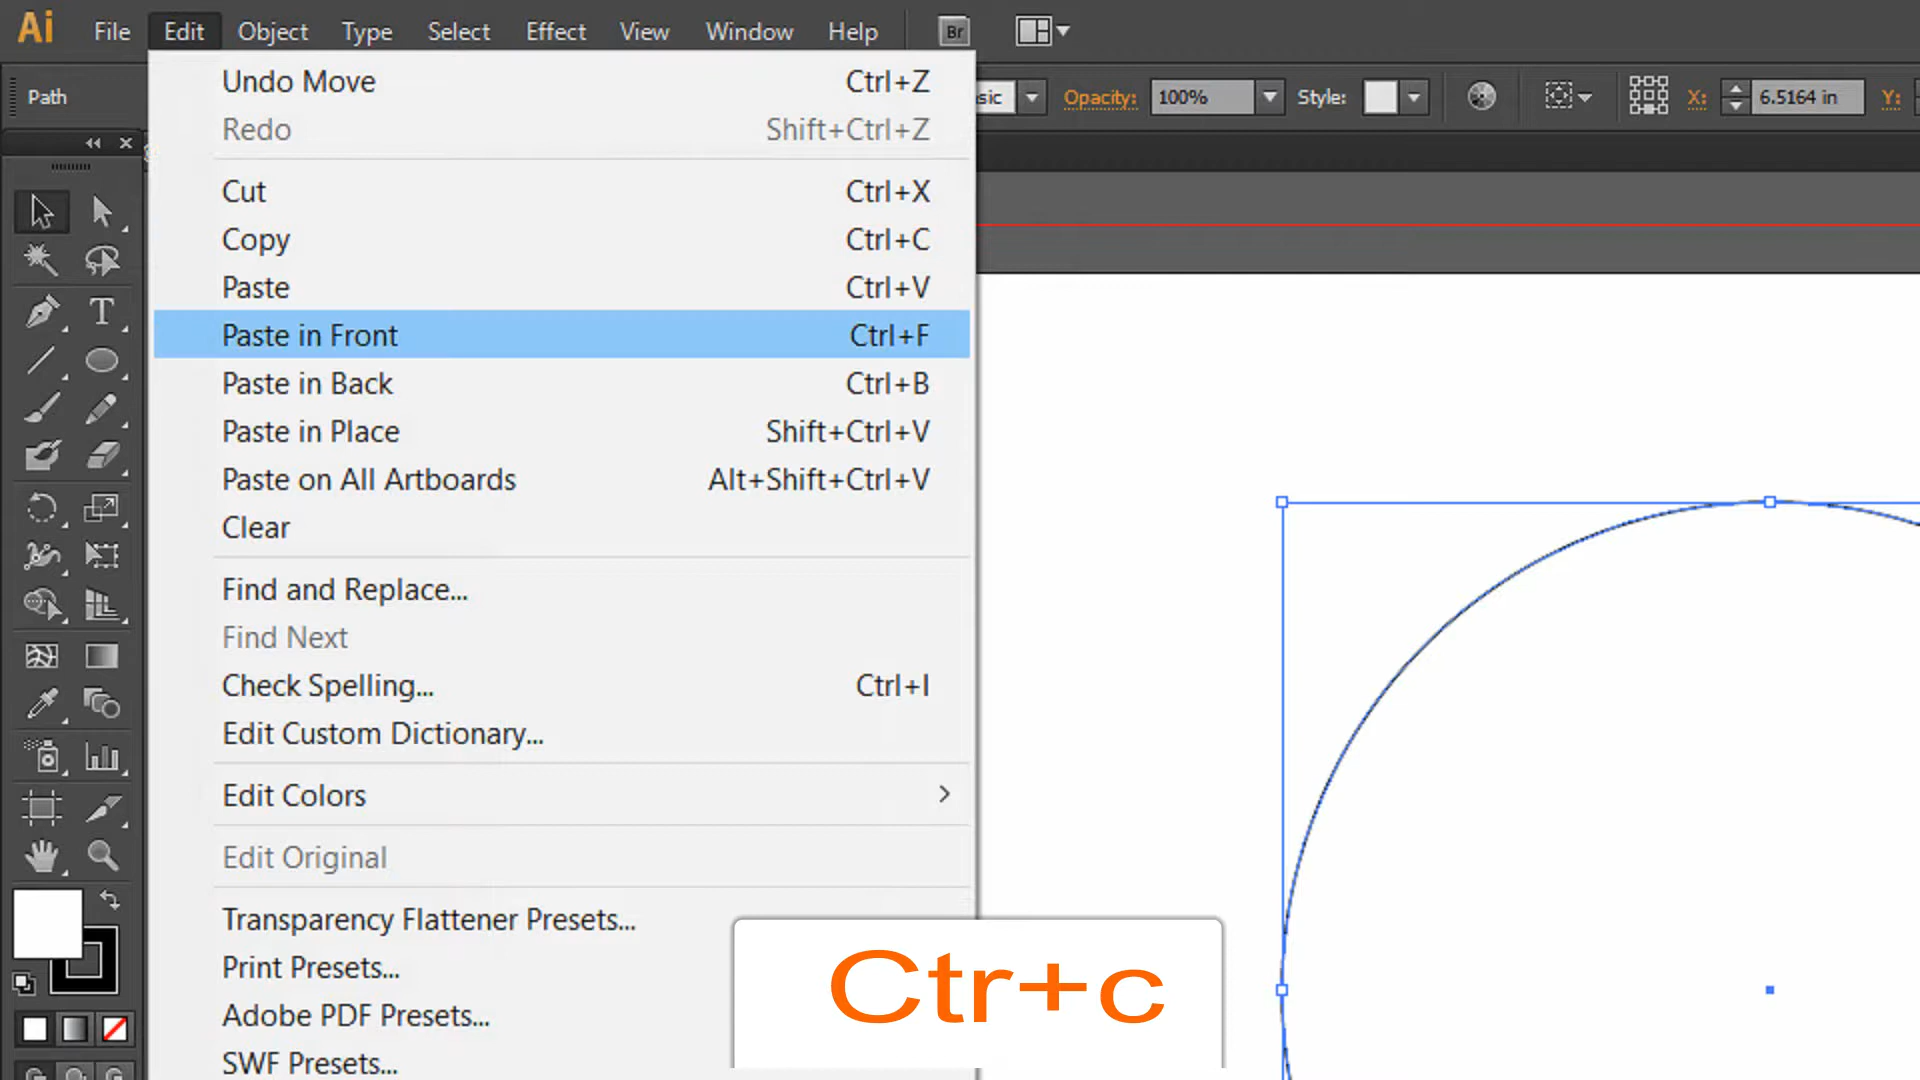 Ai File Edit Object Type Select Effect View Window Help Br
Path sic Opacity: 100% Style: X: 6.5164 in Y:
Undo Move Ctrl+Z
Redo Shift+Ctrl+Z
Cut Ctrl+X
Copy Ctrl+C
Paste Ctrl+V
Paste in Front Ctrl+F
Paste in Back Ctrl+B
Paste in Place Shift+Ctrl+V
Paste on All Artboards Alt+Shift+Ctrl+V
Clear
Find and Replace...
Find Next
Check Spelling... Ctrl+I
Edit Custom Dictionary...
Edit Colors
Edit Original
Transparency Flattener Presets...
Print Presets...
Adobe PDF Presets...
SWF Presets...
Ctr+c